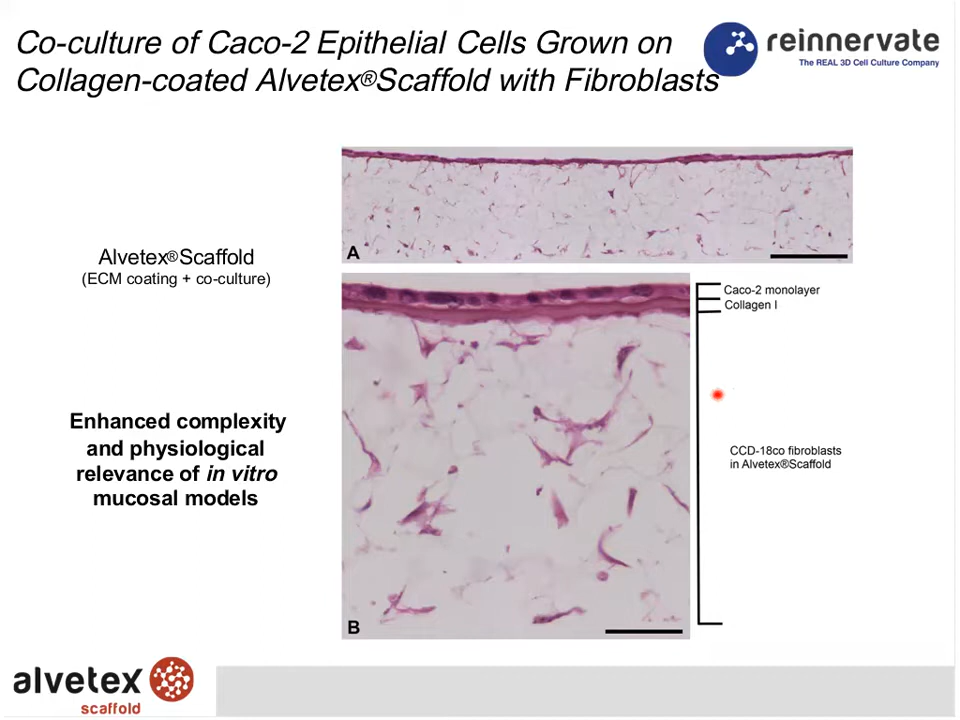 Co-culture of Caco-2 Epithelial Cells Grown on
Collagen-coated Alvetex®Scaffold with Fibroblasts
reinnervate
The REAL 3D Cell Culture Company
A
Alvetex®Scaffold
(ECM coating + co-culture)
Caco-2 monolayer
Collagen I
Enhanced complexity
and physiological
relevance of in vitro
mucosal models
CCD-18co fibroblasts
in Alvetex®Scaffold
B
alvetex
scaffold